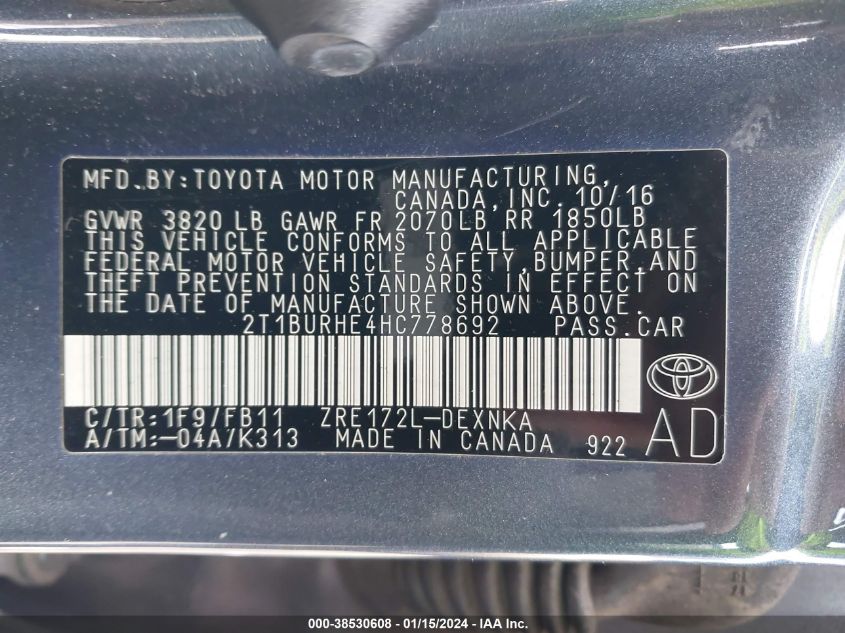 MFD.BY:TOYOTA MOTOR MANUFACTURING,
CANADA,INC. 10/16
GVWR 3820 LB GAWR FR 2070LB RR 1850LB
THIS VEHICLE CONFORMS TO ALL APPLICABLE
FEDERAL MOTOR VEHICLE SAFETY,BUMPER,AND
THEFT PREVENTION STANDARDS IN EFFECT ON
THE DATE OF MANUFACTURE SHOWN ABOVE.
2T1BURHE4HC778692 PASS.CAR
C/TR:1F9/FB11 ZRE172L-DEXNKA
A/TM:-04A/K313 MADE IN CANADA 922
AD
000-38530608 - 01/15/2024 - IAA Inc.